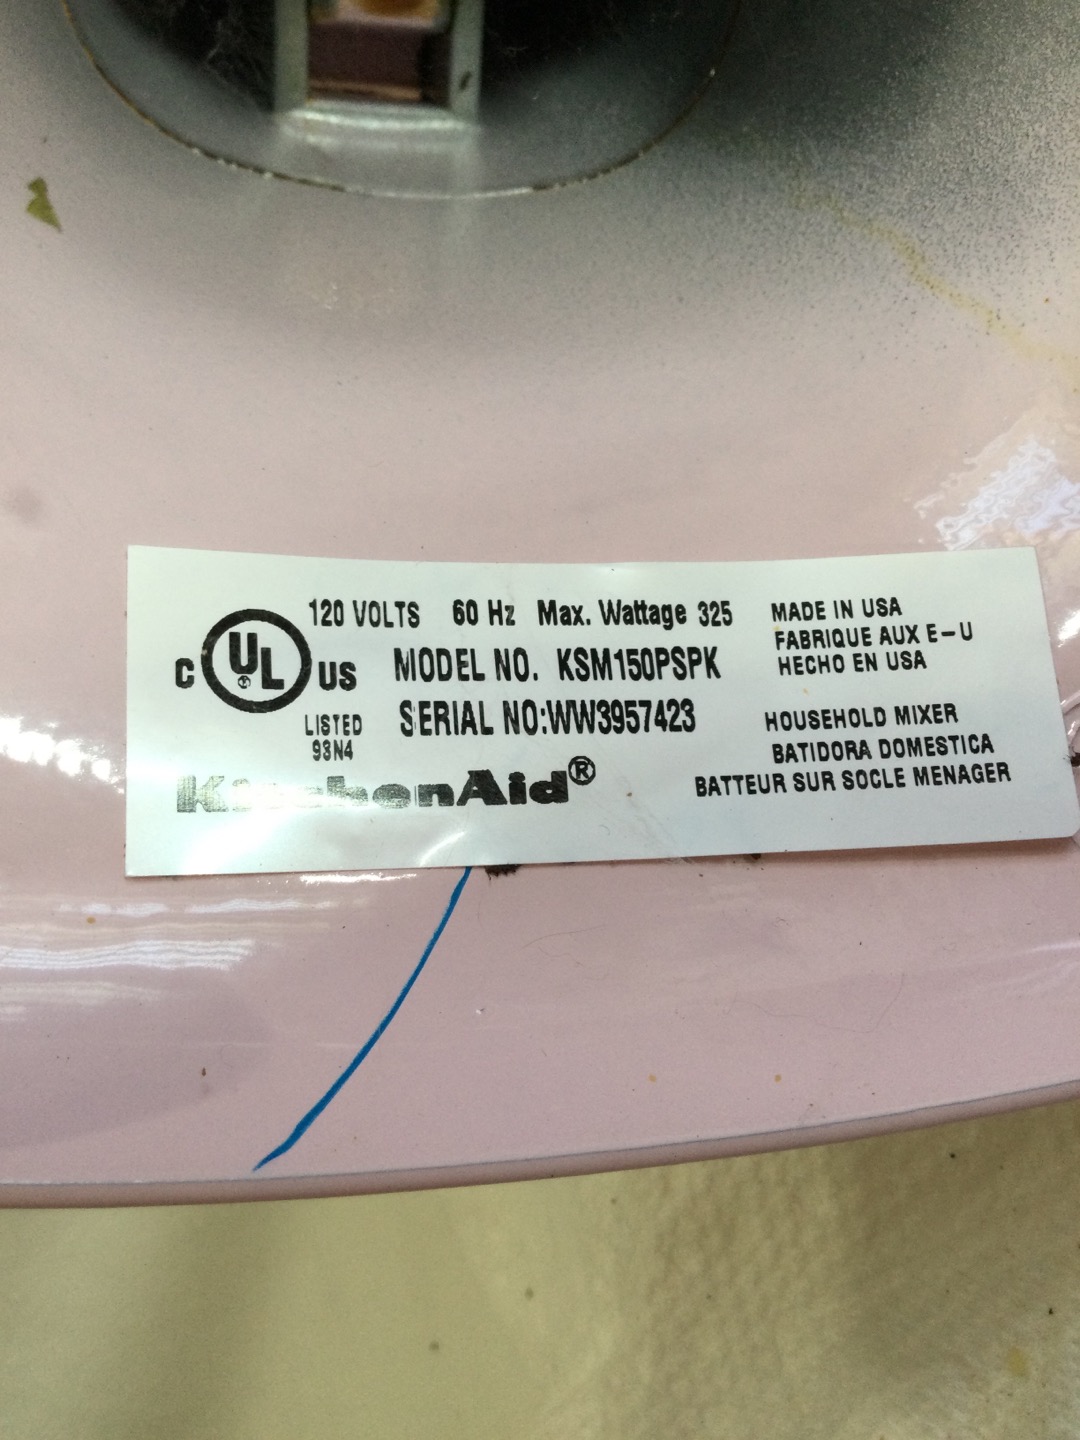 120 VOLTS 60 Hz Max. Wattage 325
C UL US
MODEL NO. KSM150PSPK
LISTED
93N4
SERIAL NO:WW3957423
KitchenAid®
MADE IN USA
FABRIQUE AUX E-U
HECHO EN USA
HOUSEHOLD MIXER
BATIDORA DOMESTICA
BATTEUR SUR SOCLE MENAGER